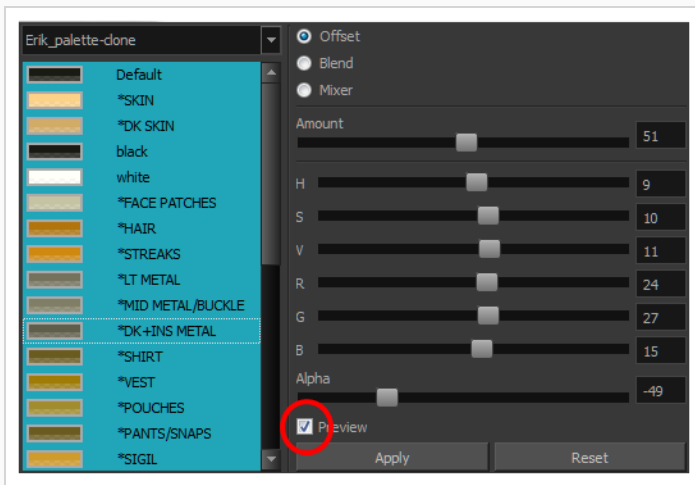 Erik_palette-clone
Default
*SKIN
*DK SKIN
black
white
*FACE PATCHES
*HAIR
*STREAKS
*LT METAL
*MID METAL/BUCKLE
*DK+INS METAL
*SHIRT
*VEST
*POUCHES
*PANTS/SNAPS
*SIGIL
Offset
Blend
Mixer
Amount
51
H 9
S 10
V 11
R 24
G 27
B 15
Alpha
-49
Preview
Apply Reset